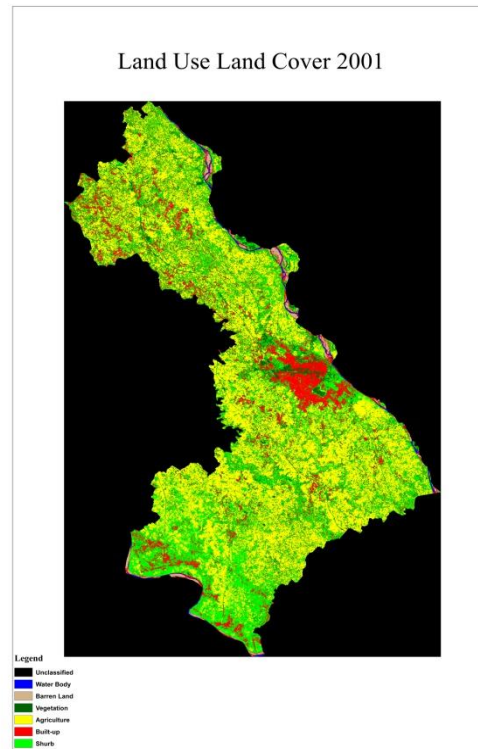 Land Use Land Cover 2001
Legend
Unclassified
Water Body
Barren Land
Vegetation
Agriculture
Built-up
Shurb